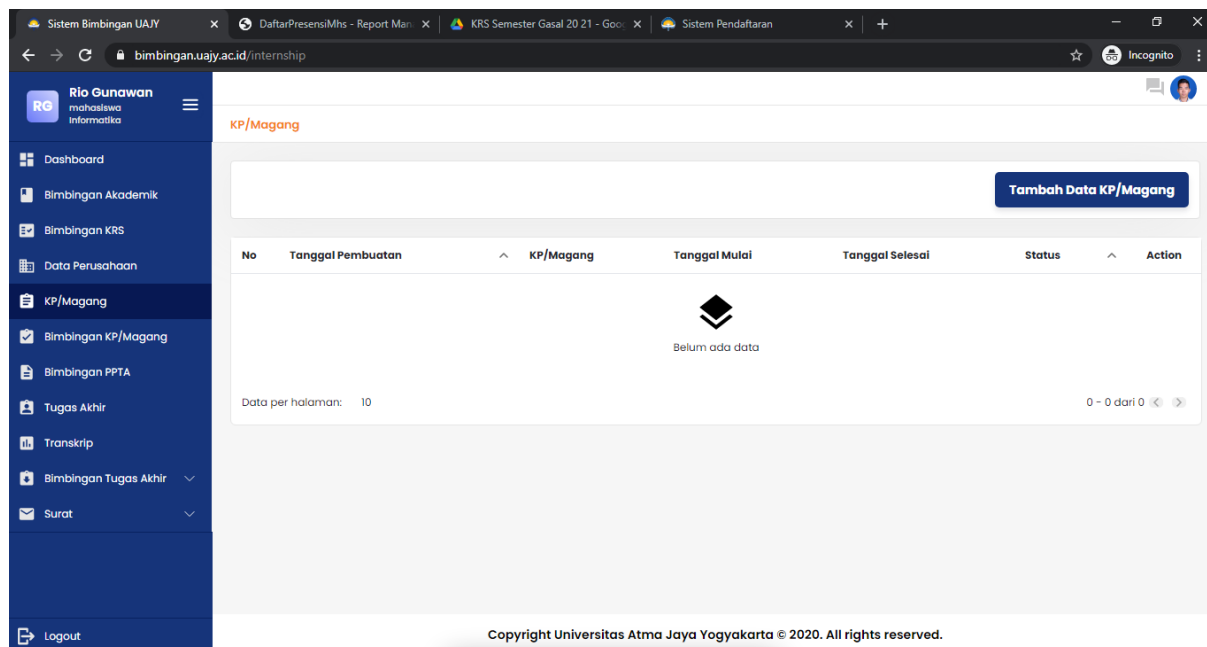 Sistem Bimbingan UAJY
DaftarPresensiMhs - Report Man
KRS Semester Gasal 20 21 - Goog
Sistem Pendaftaran
bimbingan.uajy.ac.id/internship
Incognito
RG
Rio Gunawan
mahasiswa
Informatika
KP/Magang
Dashboard
Bimbingan Akademik
Bimbingan KRS
Data Perusahaan
KP/Magang
Bimbingan KP/Magang
Bimbingan PPTA
Tugas Akhir
Transkrip
Bimbingan Tugas Akhir
Surat
Logout
Tambah Data KP/Magang
No Tanggal Pembuatan KP/Magang Tanggal Mulai Tanggal Selesai Status Action
Belum ada data
Data per halaman: 10 0 - 0 dari 0
Copyright Universitas Atma Jaya Yogyakarta © 2020. All rights reserved.